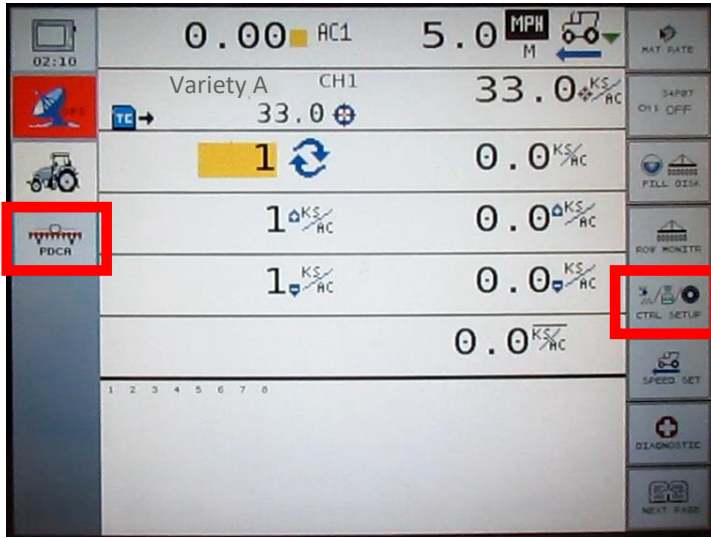 02:10
0.00 AC1
5.0 MPH
M
MAT RATE
GPS
Variety A CH1
TC 33.0
33.0 KS/AC
CH1 OFF
1
0.0 KS/AC
FILL DISK
PDCA
1 KS/AC
0.0 KS/AC
ROW MONITR
1 KS/AC
0.0 KS/AC
CTRL SETUP
0.0 KS/AC
SPEED SET
1 2 3 4 5 6 7 8
DIAGNOSTIC
NEXT PAGE